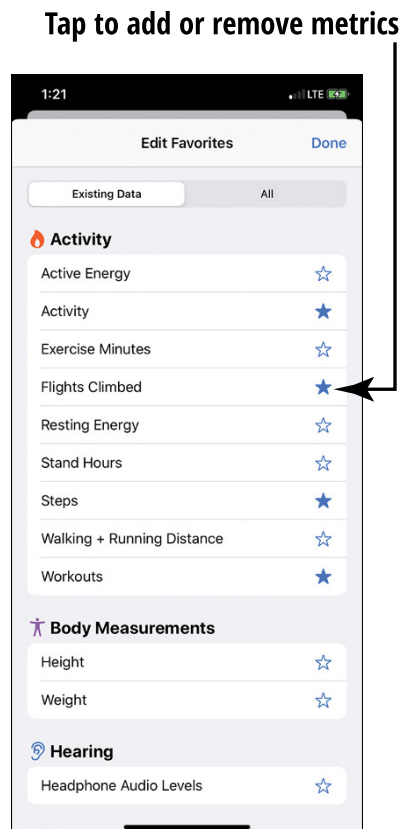 Tap to add or remove metrics
1:21
LTE
Edit Favorites
Done
Existing Data
All
Activity
Active Energy
Activity
Exercise Minutes
Flights Climbed
Resting Energy
Stand Hours
Steps
Walking + Running Distance
Workouts
Body Measurements
Height
Weight
Hearing
Headphone Audio Levels